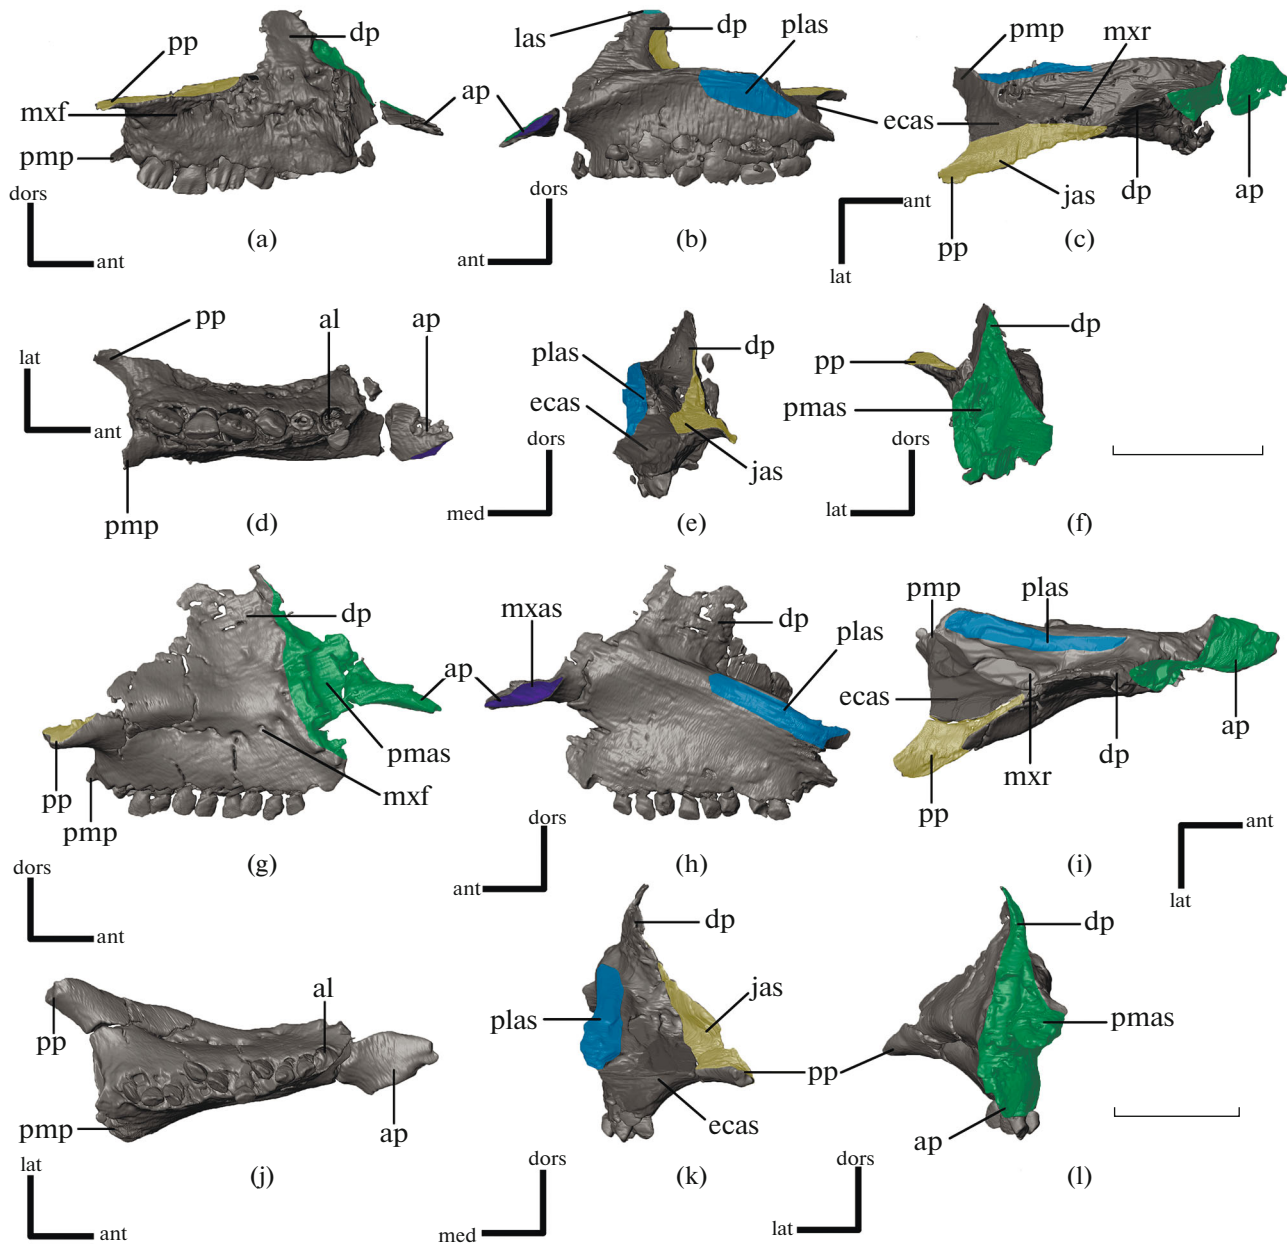 pp
dp
mxf
ap
pmp
dors
ant
(a)
las
dp
plas
ecas
dors
ant
(b)
pmp
mxr
ap
jas
dp
pp
ant
lat
(c)
pp
al
ap
lat
ant
pmp
(d)
plas
dp
ecas
jas
dors
med
(e)
dp
pp
pmas
dors
lat
(f)
dp
ap
pmas
pp
mxf
pmp
dors
ant
(g)
mxas
dp
plas
dors
ant
(h)
pmp
plas
ecas
ap
dp
mxr
pp
ant
lat
(i)
al
pp
pmp
ap
lat
ant
(j)
dp
plas
jas
pp
ecas
dors
med
(k)
dp
pmas
ap
dors
lat
(l)